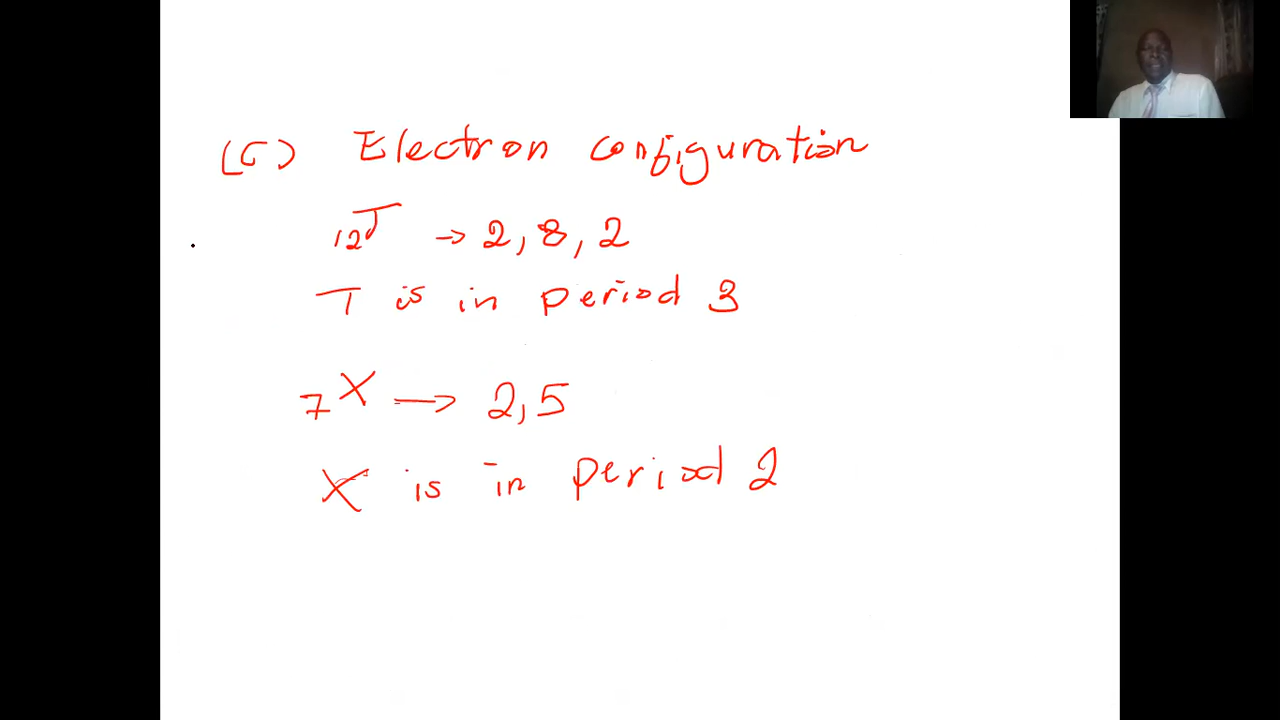 (C) Electron configuration
12T → 2, 8, 2
T is in period 3
7X → 2, 5
X is in period 2